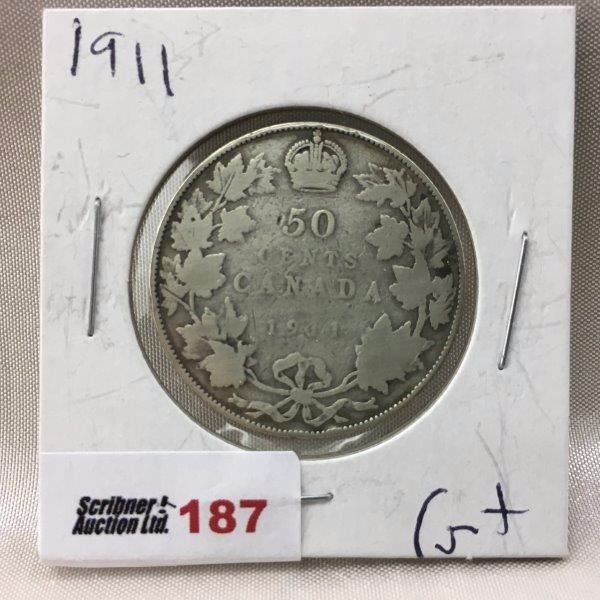 1911
50
CENTS
CANADA
1911
Scribner
Auction Ltd. 187
G+